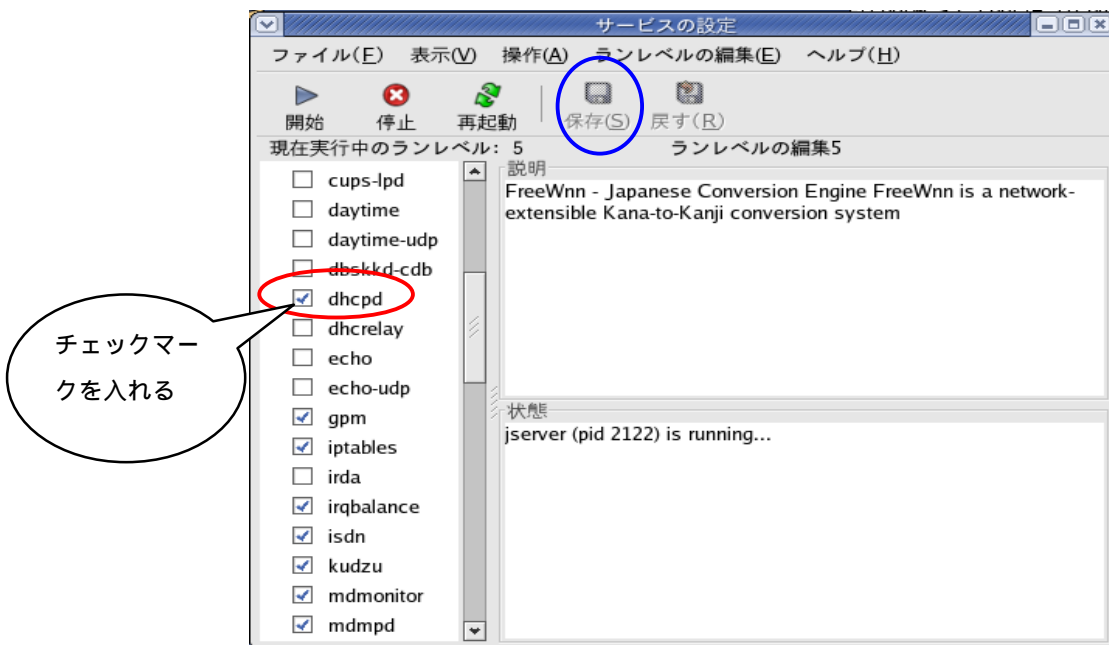 サービスの設定
ファイル(F) 表示(V) 操作(A) ランレベルの編集(E) ヘルプ(H)
開始 停止 再起動 保存(S) 戻す(R)
現在実行中のランレベル: 5 ランレベルの編集5
cups-lpd
daytime
daytime-udp
dbskkd-cdb
dhcpd
dhcrelay
echo
echo-udp
gpm
iptables
irda
irqbalance
isdn
kudzu
mdmonitor
mdmpd
説明
FreeWnn - Japanese Conversion Engine FreeWnn is a network-
extensible Kana-to-Kanji conversion system
状態
jserver (pid 2122) is running...
チェックマー
クを入れる